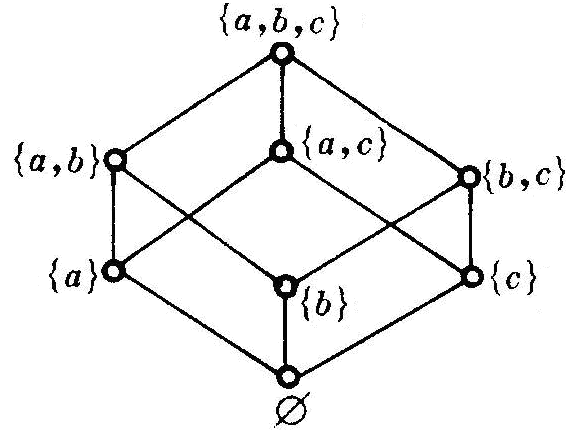 {a,b,c}
{a,b}
{a,c}
{b,c}
{a}
{b}
{c}
∅